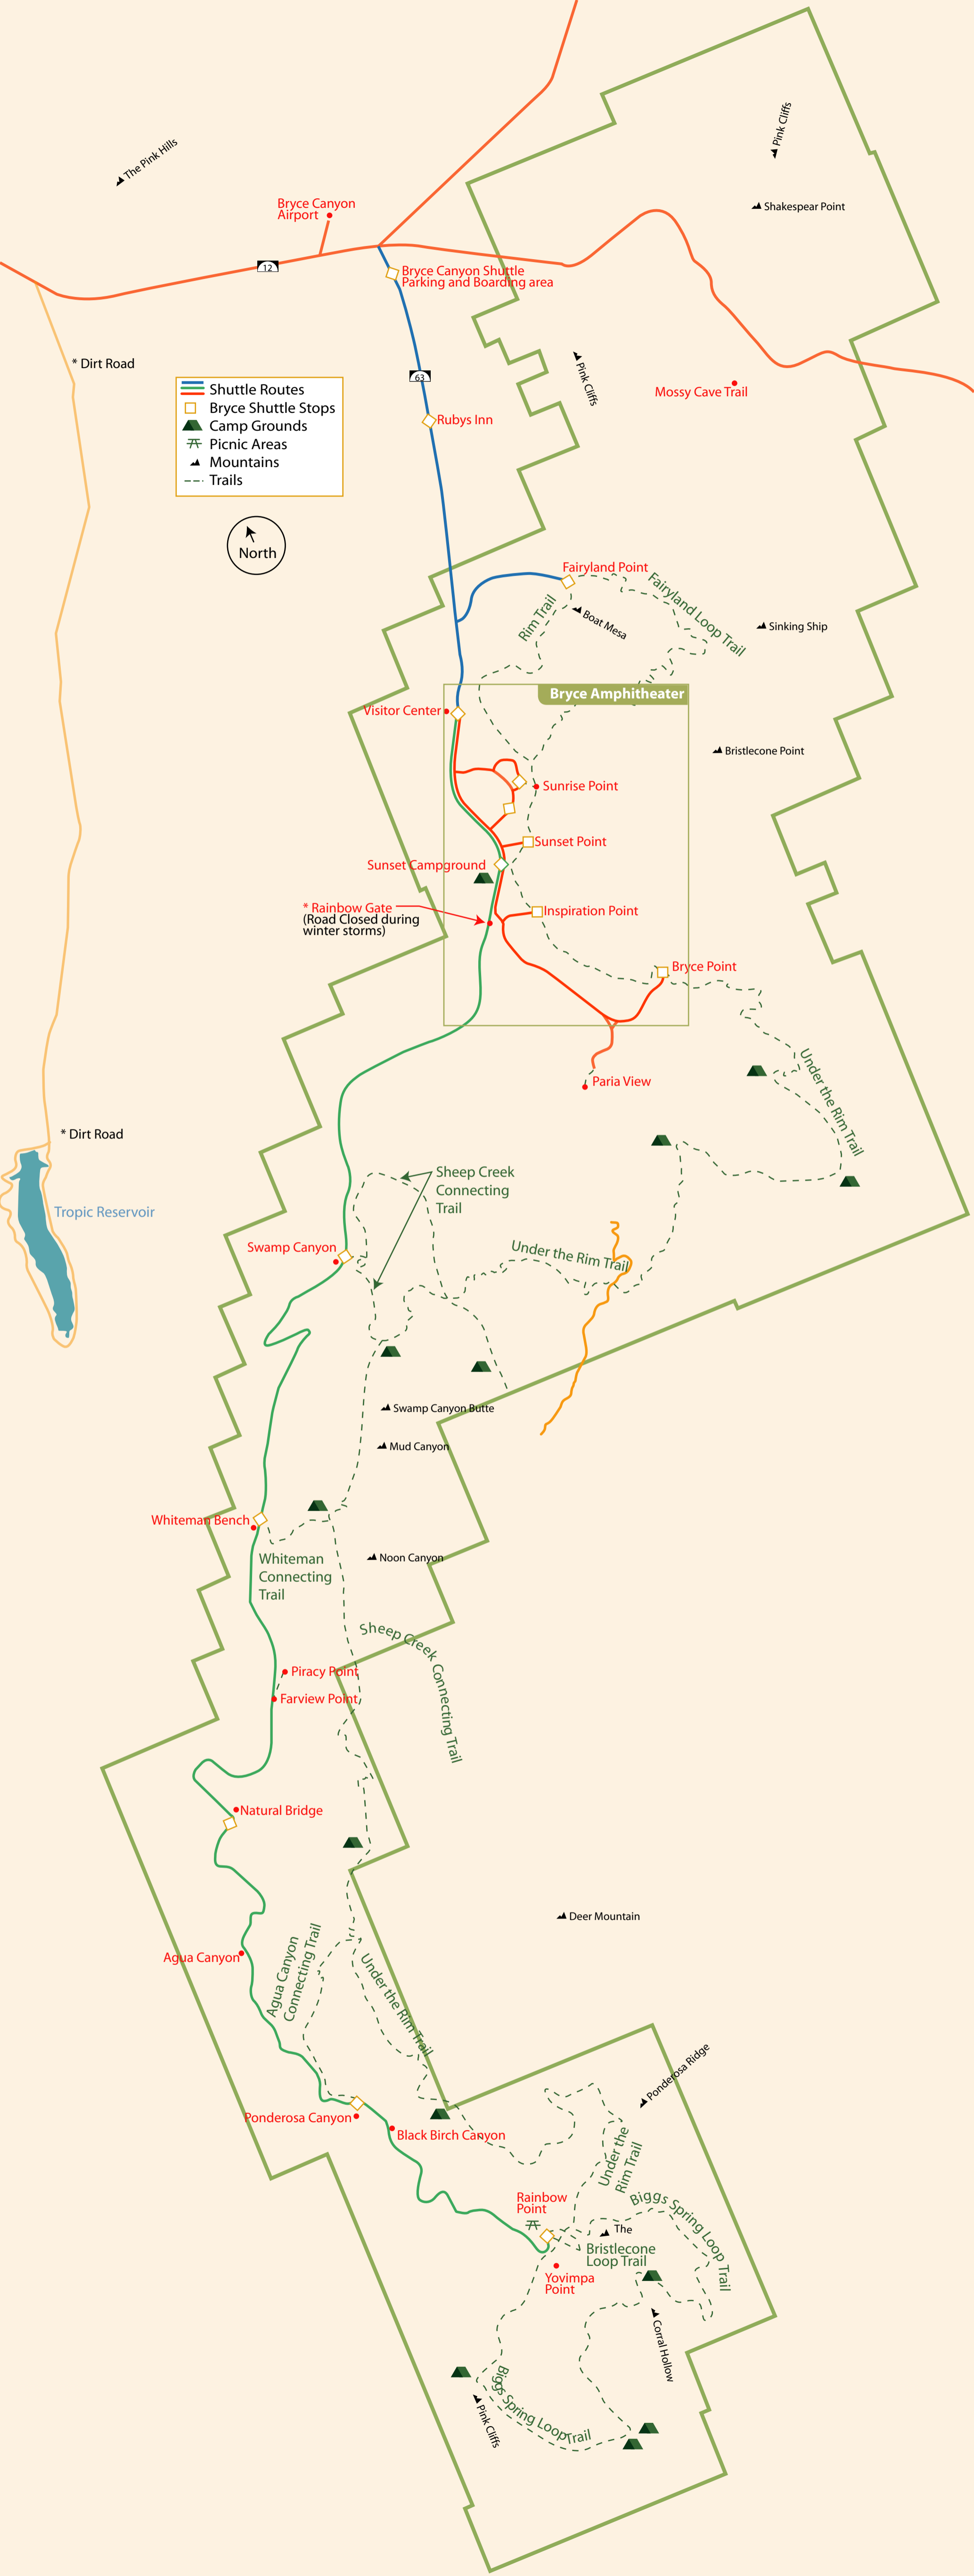 The Pink Hills
Pink Cliffs
Shakespear Point
Bryce Canyon
Airport
12
Bryce Canyon Shuttle
Parking and Boarding area
* Dirt Road
63
Pink Cliffs
Mossy Cave Trail
Shuttle Routes
Bryce Shuttle Stops
Camp Grounds
Picnic Areas
Mountains
Trails
Rubys Inn
North
Fairyland Point
Fairyland Loop Trail
Rim Trail
Boat Mesa
Sinking Ship
Bryce Amphitheater
Visitor Center
Bristlecone Point
Sunrise Point
Sunset Point
Sunset Campground
* Rainbow Gate
(Road Closed during
winter storms)
Inspiration Point
Bryce Point
Under the Rim Trail
Paria View
* Dirt Road
Sheep Creek
Connecting
Trail
Tropic Reservoir
Swamp Canyon
Under the Rim Trail
Swamp Canyon Butte
Mud Canyon
Whiteman Bench
Whiteman
Connecting
Trail
Noon Canyon
Sheep Creek Connecting Trail
Piracy Point
Farview Point
Natural Bridge
Deer Mountain
Agua Canyon
Agua Canyon
Connecting Trail
Under the Rim Trail
Ponderosa Ridge
Ponderosa Canyon
Black Birch Canyon
Under the
Rim Trail
Rainbow
Point
Biggs Spring Loop Trail
The
Bristlecone
Loop Trail
Yovimpa
Point
Corral Hollow
Biggs Spring LoopTrail
Pink Cliffs